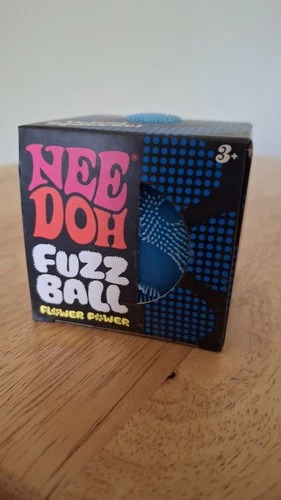 NEE
DOH®
FUZZ
BALL
FLOWER POWER
3+